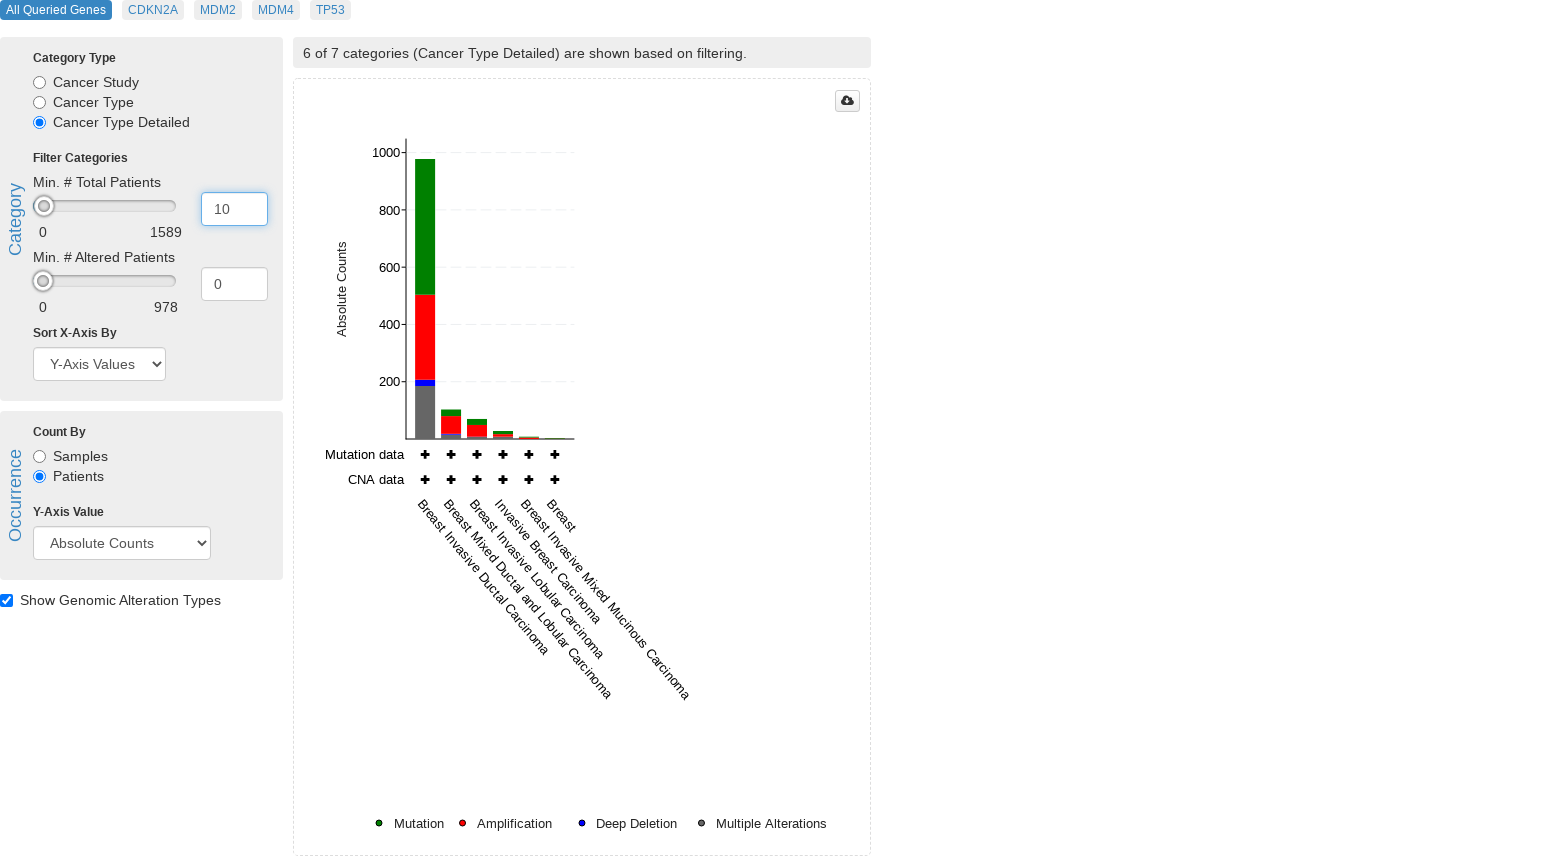 All Queried Genes CDKN2A MDM2 MDM4 TP53
Category
Category Type
Cancer Study
Cancer Type
Cancer Type Detailed
Filter Categories
Min. # Total Patients
10
0 1589
Min. # Altered Patients
0
0 978
Sort X-Axis By
Y-Axis Values
Occurrence
Count By
Samples
Patients
Y-Axis Value
Absolute Counts
Show Genomic Alteration Types
6 of 7 categories (Cancer Type Detailed) are shown based on filtering.
Absolute Counts
1000
800
600
400
200
Mutation data
CNA data
Breast Invasive Ductal Carcinoma
Breast Mixed Ductal and Lobular Carcinoma
Breast Invasive Lobular Carcinoma
Invasive Breast Carcinoma
Breast Invasive Mixed Mucinous Carcinoma
Breast
Mutation Amplification Deep Deletion Multiple Alterations